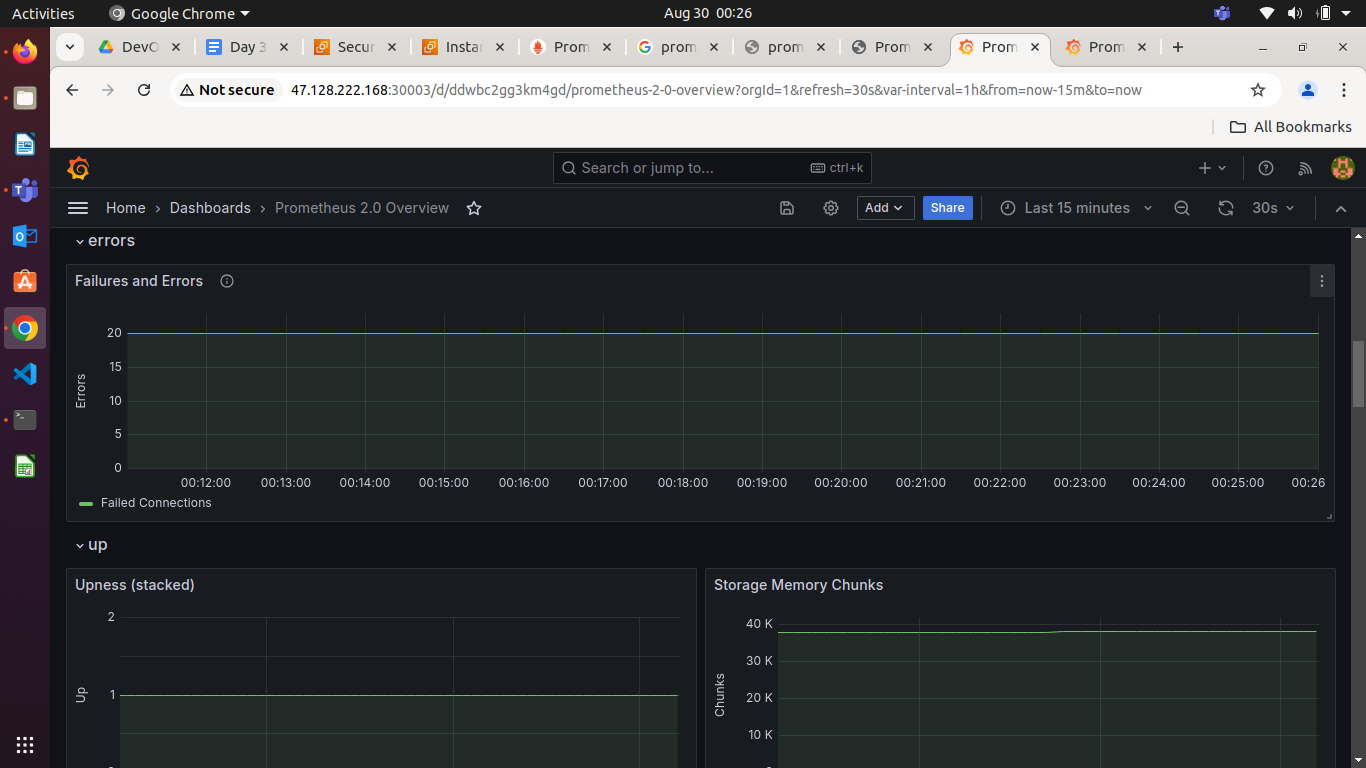 Activities
Google Chrome
Aug 30 00:26
DevO
Day 3
Secur
Instar
Prom
prom
prom
Prom
Prom
Prom
Not secure
47.128.222.168:30003/d/ddwbc2gg3km4gd/prometheus-2-0-overview?orgId=1&refresh=30s&var-interval=1h&from=now-15m&to=now
All Bookmarks
Search or jump to...
ctrl+k
Home › Dashboards › Prometheus 2.0 Overview
Add
Share
Last 15 minutes
30s
errors
Failures and Errors
Errors
20
15
10
5
0
00:12:00 00:13:00 00:14:00 00:15:00 00:16:00 00:17:00 00:18:00 00:19:00 00:20:00 00:21:00 00:22:00 00:23:00 00:24:00 00:25:00 00:26
Failed Connections
up
Upness (stacked)
Up
2
1
Storage Memory Chunks
Chunks
40 K
30 K
20 K
10 K